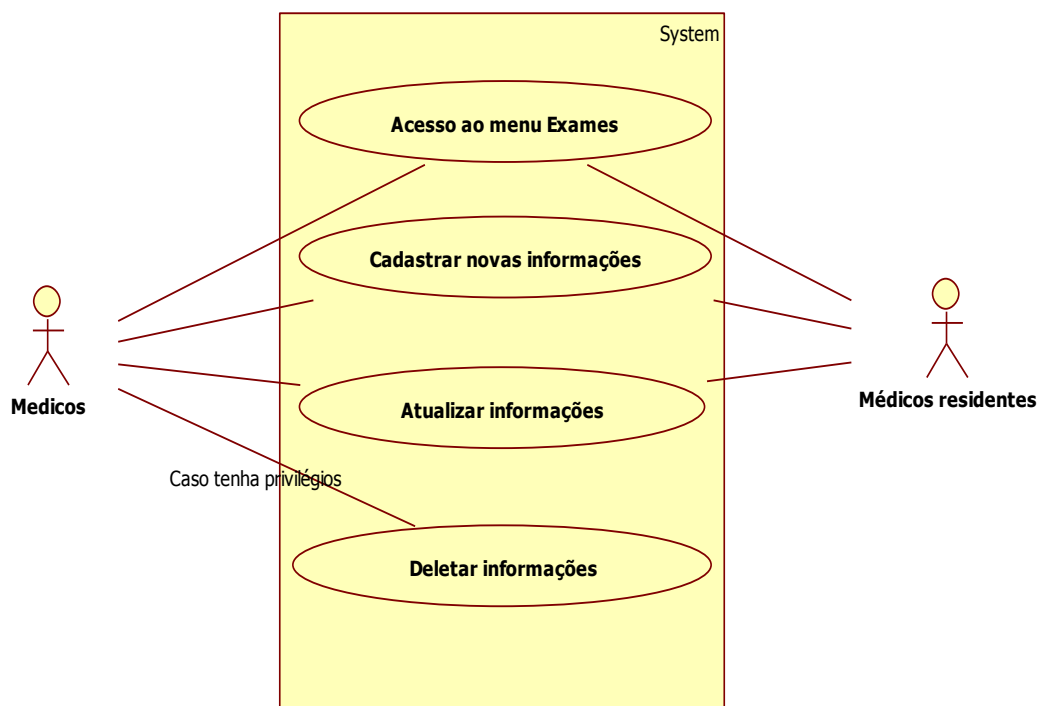 System
Acesso ao menu Exames
Cadastrar novas informações
Medicos
Atualizar informações
Médicos residentes
Caso tenha privilégios
Deletar informações